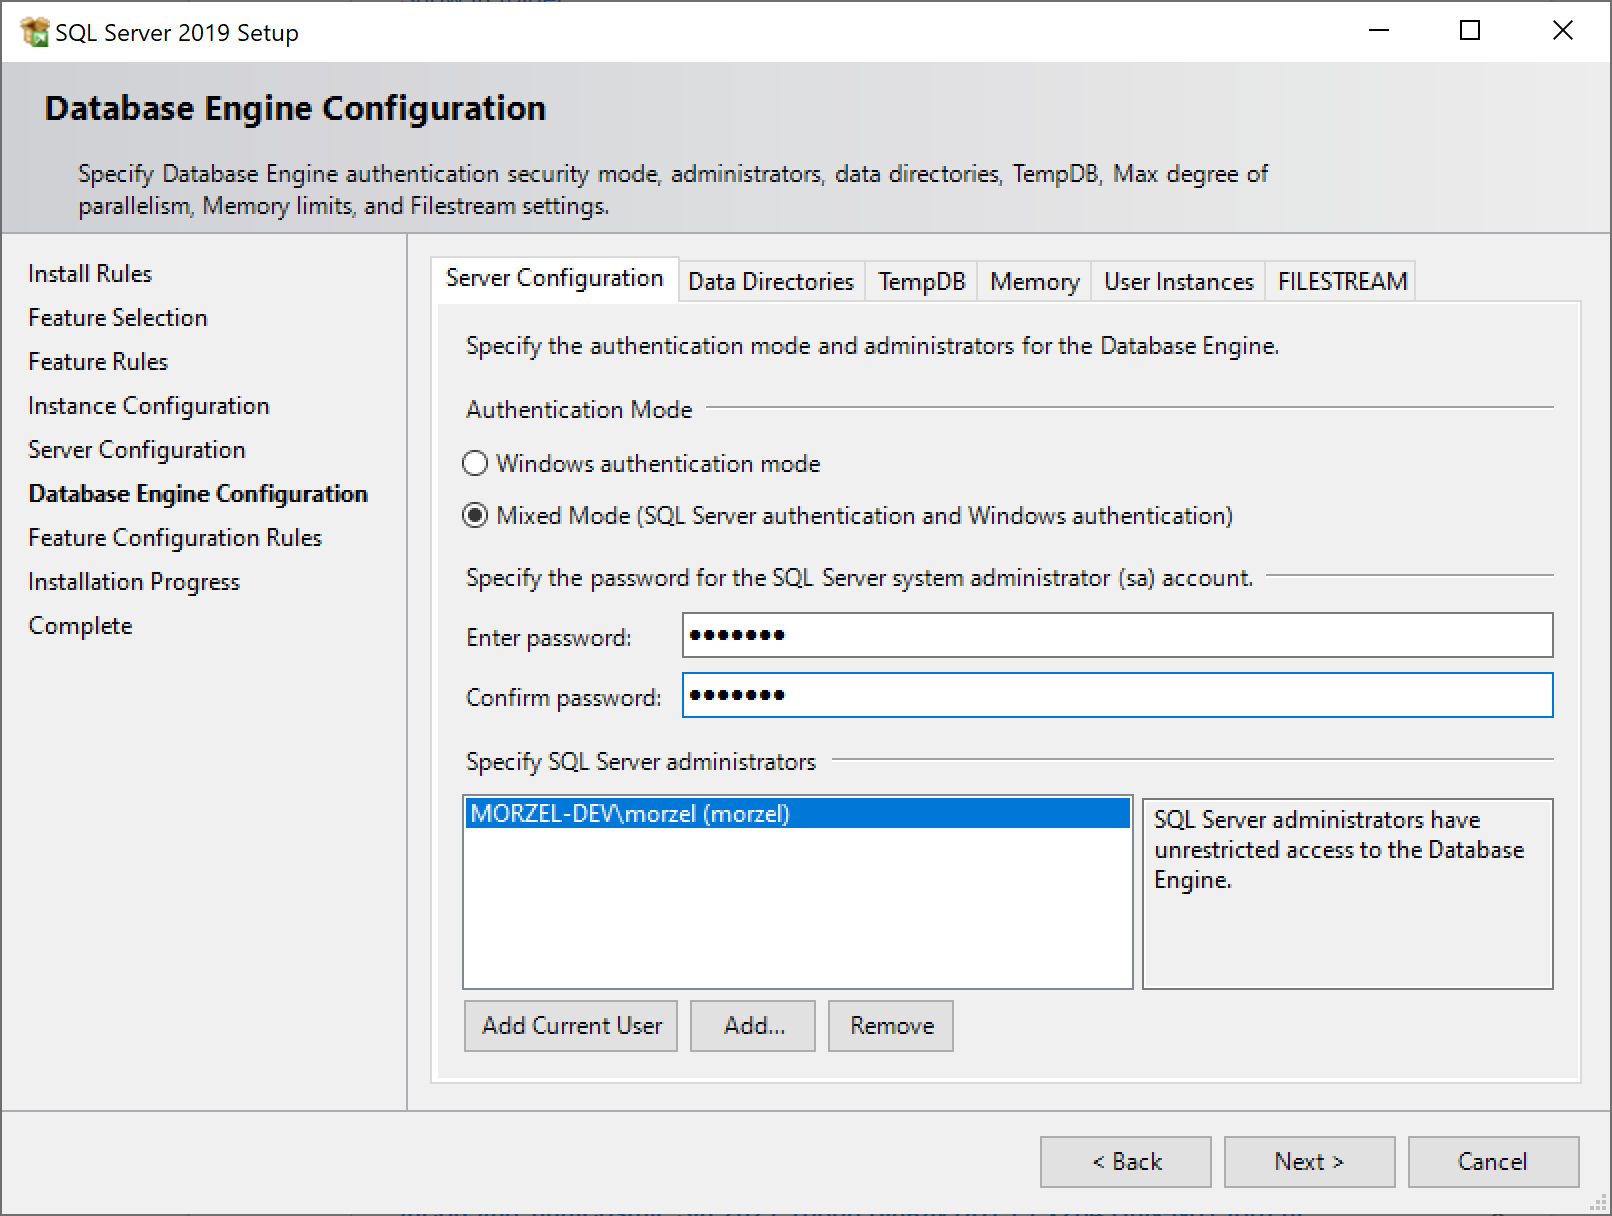 SQL Server 2019 Setup
Database Engine Configuration
Specify Database Engine authentication security mode, administrators, data directories, TempDB, Max degree of
parallelism, Memory limits, and Filestream settings.
Install Rules
Feature Selection
Feature Rules
Instance Configuration
Server Configuration
Database Engine Configuration
Feature Configuration Rules
Installation Progress
Complete
Server Configuration Data Directories TempDB Memory User Instances FILESTREAM
Specify the authentication mode and administrators for the Database Engine.
Authentication Mode
Windows authentication mode
Mixed Mode (SQL Server authentication and Windows authentication)
Specify the password for the SQL Server system administrator (sa) account.
Enter password: ●●●●●●●
Confirm password: ●●●●●●●
Specify SQL Server administrators
MORZEL-DEV\morzel (morzel)
SQL Server administrators have
unrestricted access to the Database
Engine.
Add Current User Add... Remove
< Back Next > Cancel